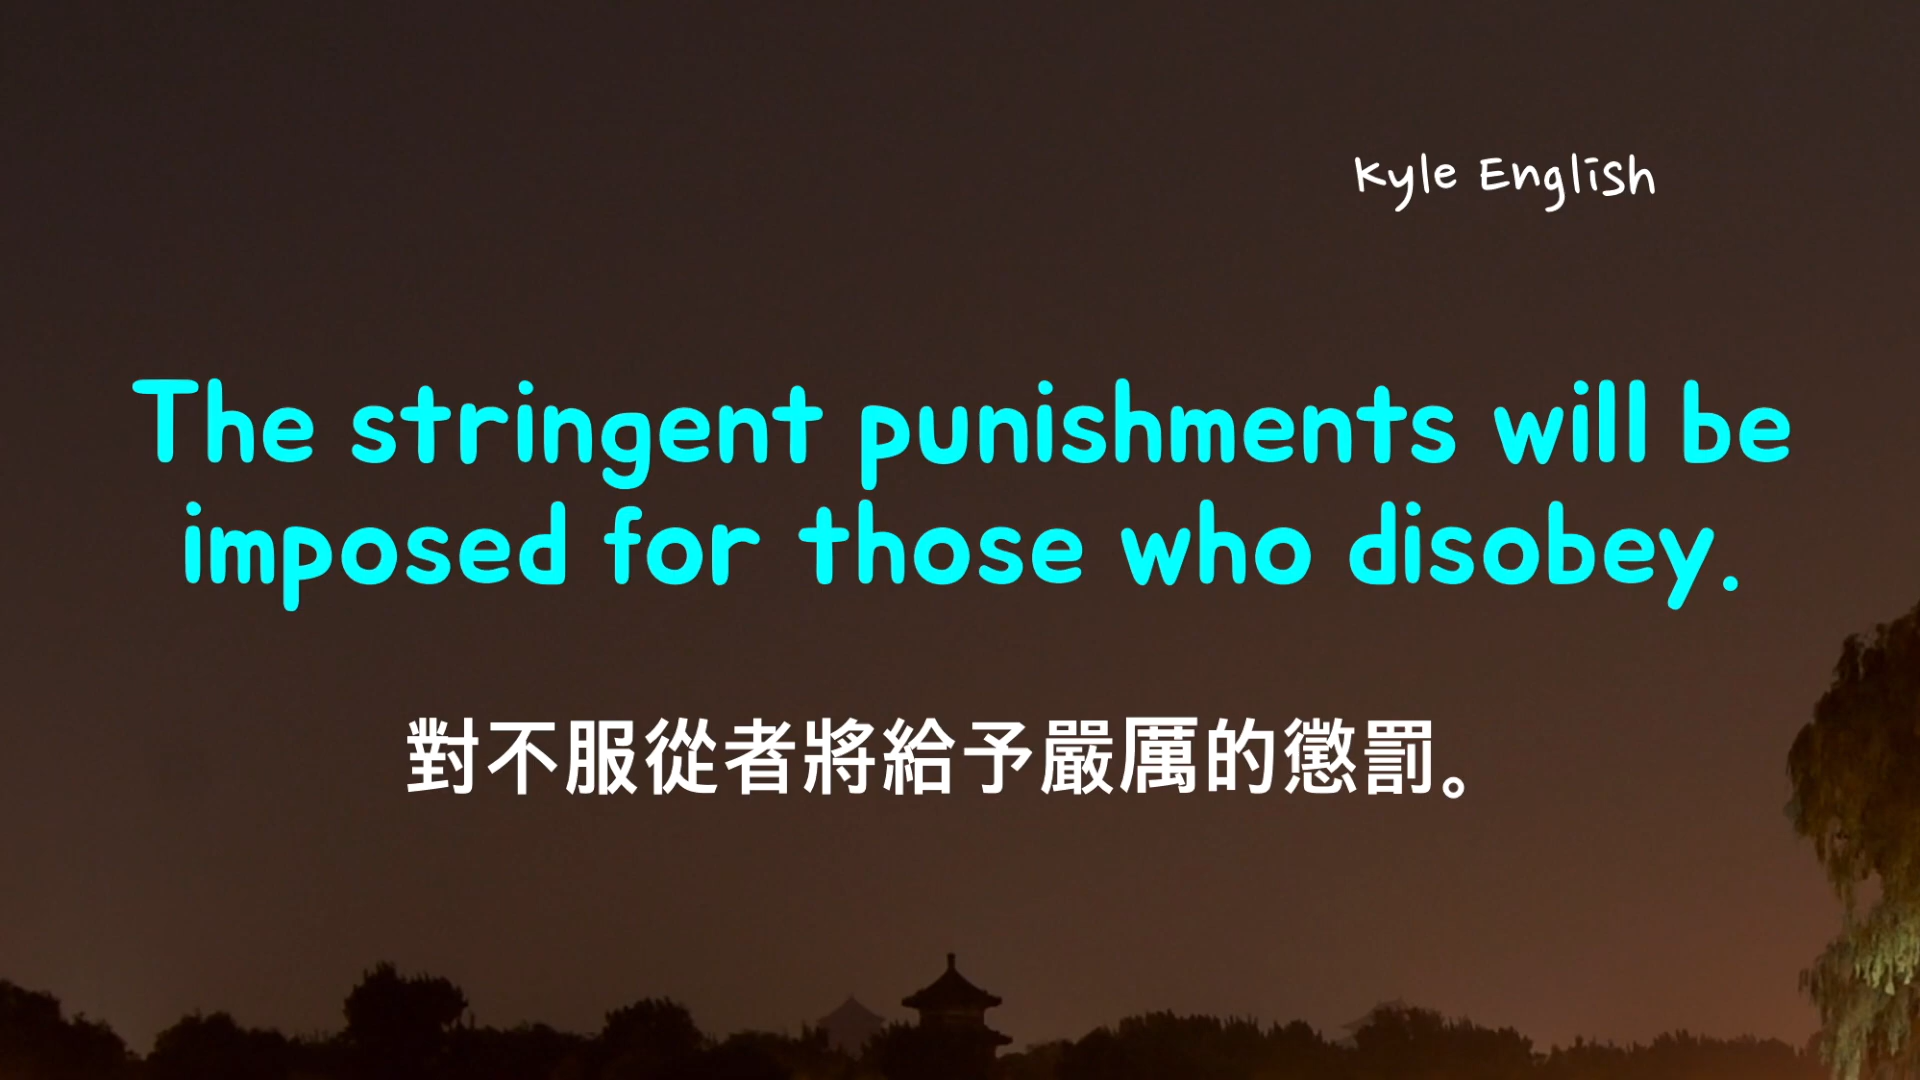 Kyle English
The stringent punishments will be
imposed for those who disobey.
對不服從者將給予嚴厲的懲罰。